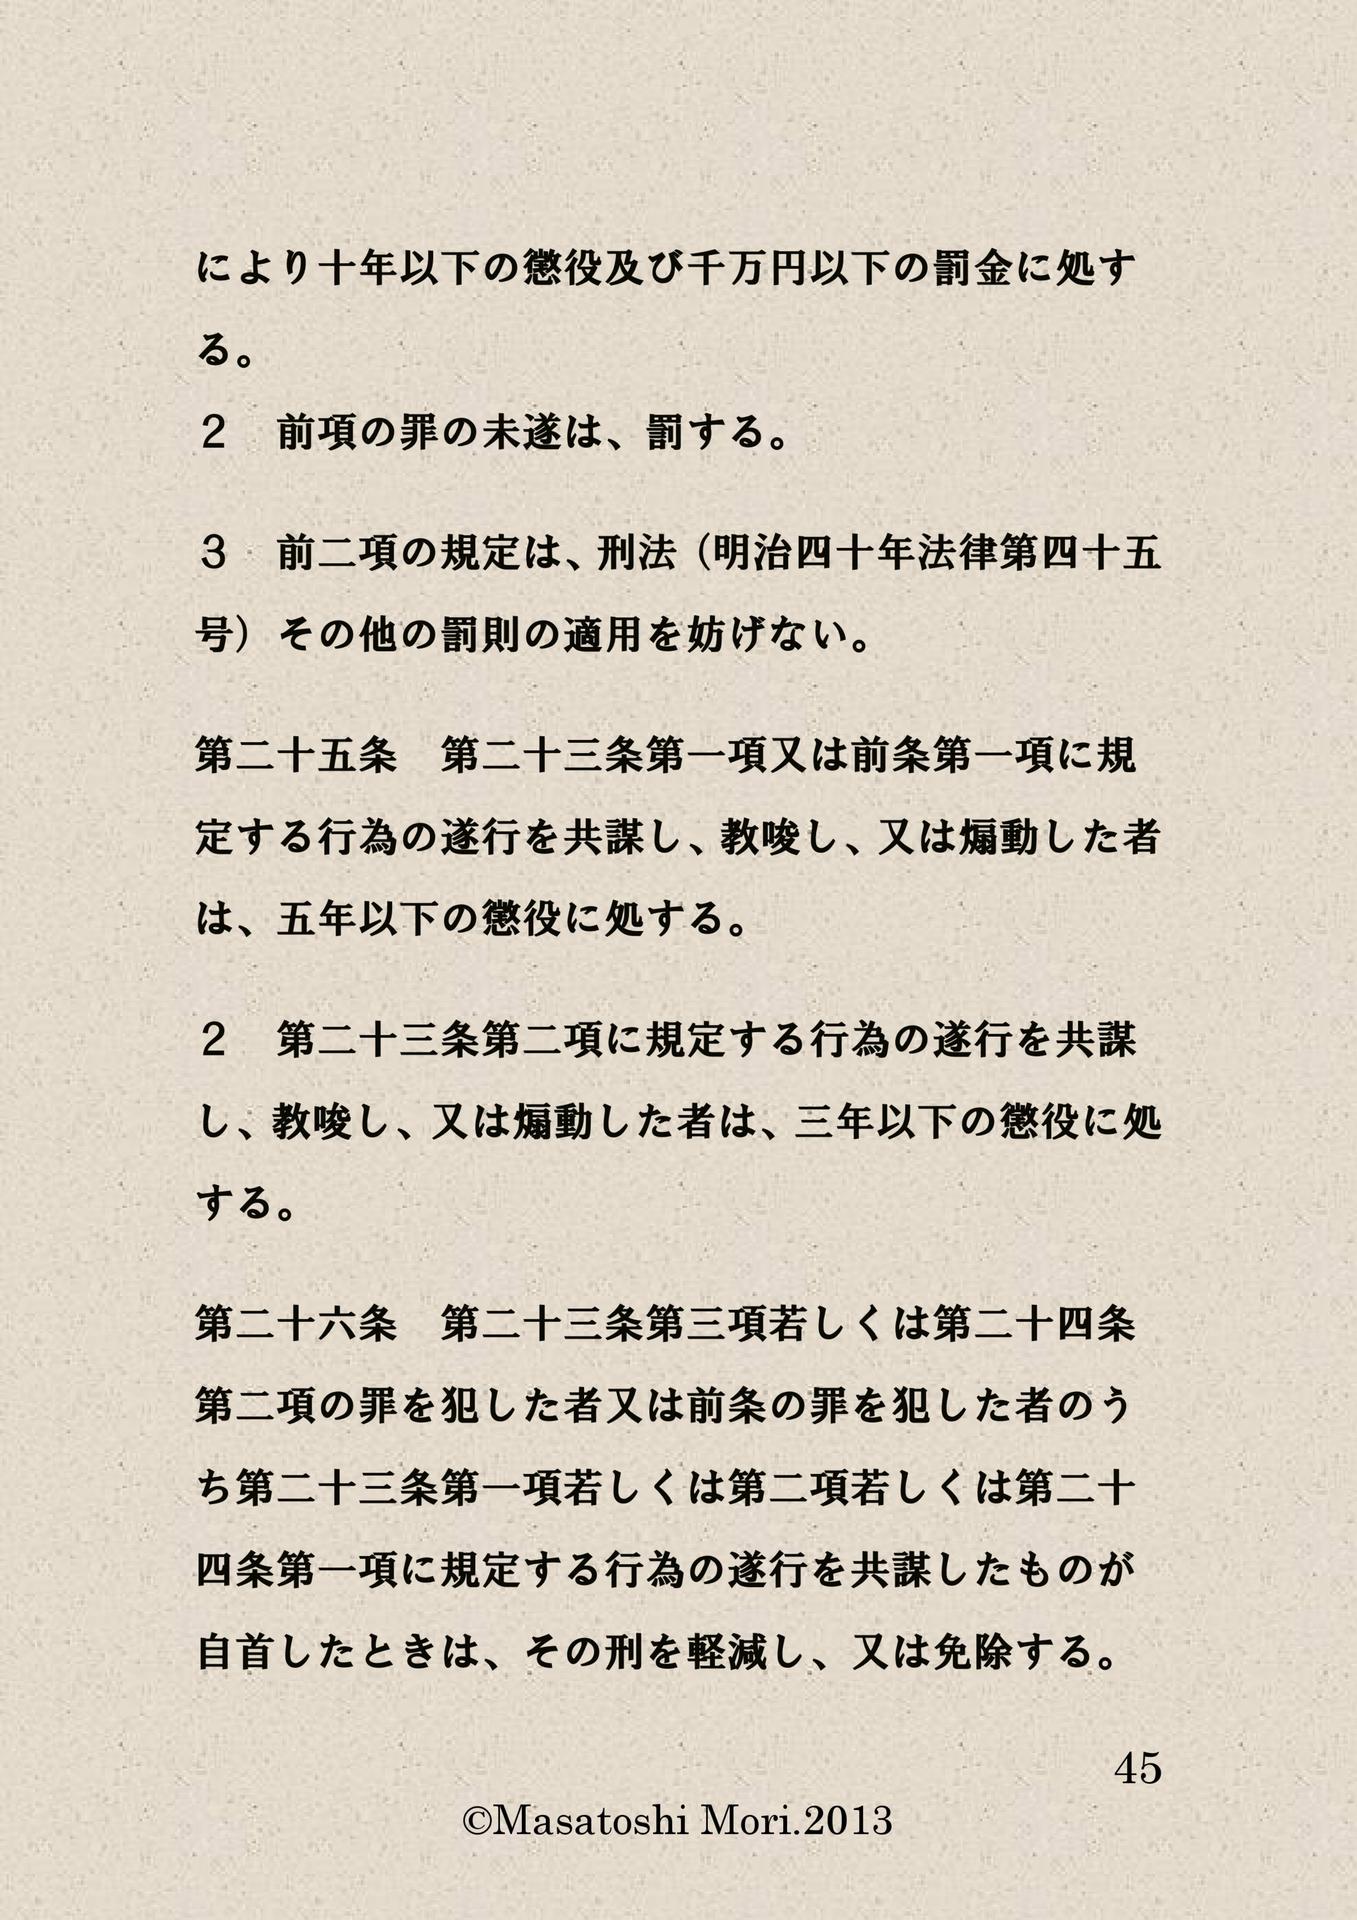 により十年以下の懲役及び千万円以下の罰金に処す
る。
２　前項の罪の未遂は、罰する。
３　前二項の規定は、刑法（明治四十年法律第四十五
号）その他の罰則の適用を妨げない。
第二十五条　第二十三条第一項又は前条第一項に規
定する行為の遂行を共謀し、教唆し、又は煽動した者
は、五年以下の懲役に処する。
２　第二十三条第二項に規定する行為の遂行を共謀
し、教唆し、又は煽動した者は、三年以下の懲役に処
する。
第二十六条　第二十三条第三項若しくは第二十四条
第二項の罪を犯した者又は前条の罪を犯した者のう
ち第二十三条第一項若しくは第二項若しくは第二十
四条第一項に規定する行為の遂行を共謀したものが
自首したときは、その刑を軽減し、又は免除する。
45
©Masatoshi Mori.2013